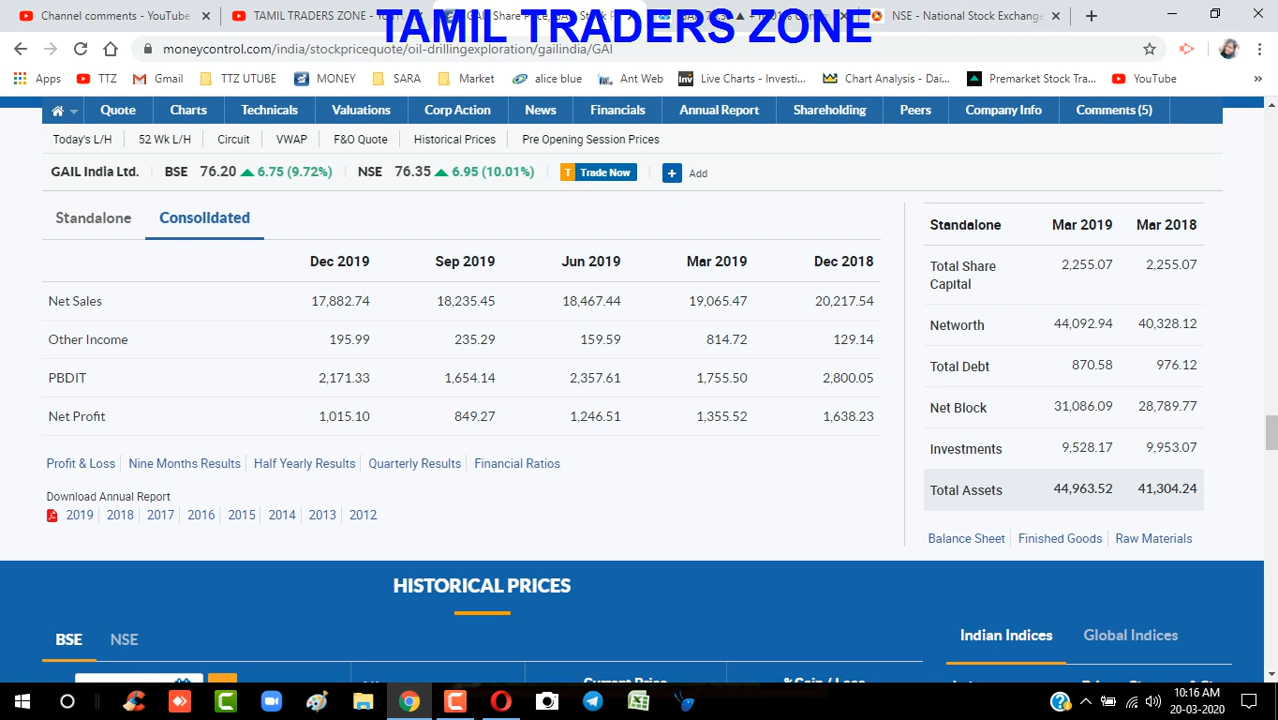 Channel comments - YouTube
TAMIL TRADERS ZONE - YouT
NSE - National Stock Exchange
TAMIL TRADERS ZONE
moneycontrol.com/india/stockpricequote/oil-drillingexploration/gailindia/GAI
Apps TTZ Gmail TTZ UTUBE MONEY SARA Market alice blue Ant Web Live Charts - Investi... Chart Analysis - Dai... Premarket Stock Tra... YouTube »
Quote Charts Technicals Valuations Corp Action News Financials Annual Report Shareholding Peers Company Info Comments (5)
Today's L/H 52 Wk L/H Circuit VWAP F&O Quote Historical Prices Pre Opening Session Prices
GAIL India Ltd. BSE 76.20 ▲ 6.75 (9.72%) NSE 76.35 ▲ 6.95 (10.01%) T Trade Now + Add
Standalone Consolidated
Dec 2019 Sep 2019 Jun 2019 Mar 2019 Dec 2018
Net Sales 17,882.74 18,235.45 18,467.44 19,065.47 20,217.54
Other Income 195.99 235.29 159.59 814.72 129.14
PBDIT 2,171.33 1,654.14 2,357.61 1,755.50 2,800.05
Net Profit 1,015.10 849.27 1,246.51 1,355.52 1,638.23
Profit & Loss Nine Months Results Half Yearly Results Quarterly Results Financial Ratios
Download Annual Report
2019 2018 2017 2016 2015 2014 2013 2012
Standalone Mar 2019 Mar 2018
Total Share 2,255.07 2,255.07
Capital
Networth 44,092.94 40,328.12
Total Debt 870.58 976.12
Net Block 31,086.09 28,789.77
Investments 9,528.17 9,953.07
Total Assets 44,963.52 41,304.24
Balance Sheet Finished Goods Raw Materials
HISTORICAL PRICES
BSE NSE
Indian Indices Global Indices
Current Price % Gain / Loss
10:16 AM
20-03-2020